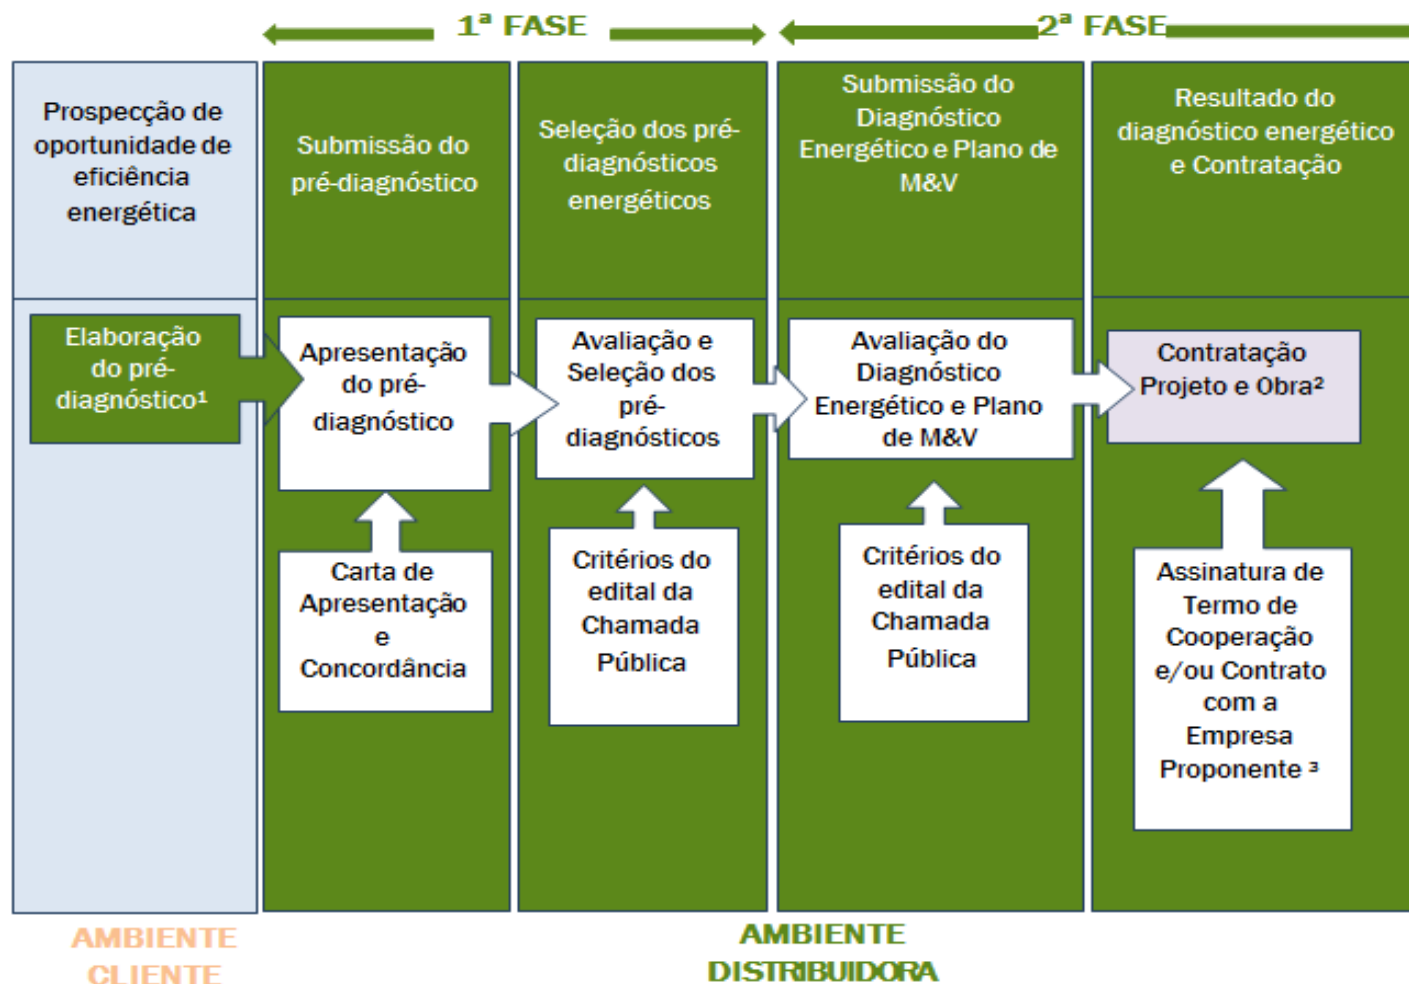 1ª FASE
2ª FASE
Prospecção de
oportunidade de
eficiência
energética
Submissão do
pré-diagnóstico
Seleção dos pré-
diagnósticos
energéticos
Submissão do
Diagnóstico
Energético e Plano de
M&V
Resultado do
diagnóstico energético
e Contratação
Elaboração
do pré-
diagnóstico¹
Apresentação
do pré-
diagnóstico
Avaliação e
Seleção dos
pré-
diagnósticos
Avaliação do
Diagnóstico
Energético e Plano
de M&V
Contratação
Projeto e Obra²
Carta de
Apresentação
e
Concordância
Critérios do
edital da
Chamada
Pública
Critérios do
edital da
Chamada
Pública
Assinatura de
Termo de
Cooperação
e/ou Contrato
com a
Empresa
Proponente ³
AMBIENTE
CLIENTE
AMBIENTE
DISTRIBUIDORA